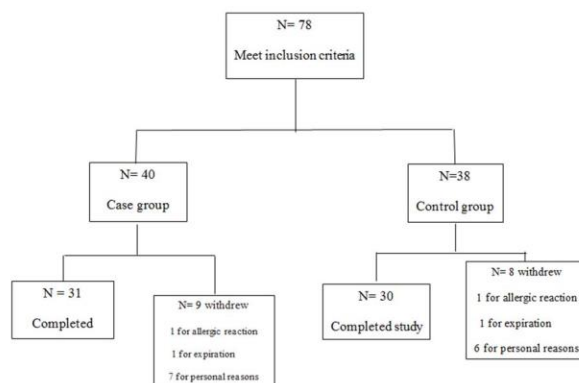 N= 78
Meet inclusion criteria
N= 40
Case group
N=38
Control group
N = 31
Completed
N= 9 withdrew
1 for allergic reaction
1 for expiration
7 for personal reasons
N= 30
Completed study
N= 8 withdrew
1 for allergic reaction
1 for expiration
6 for personal reasons